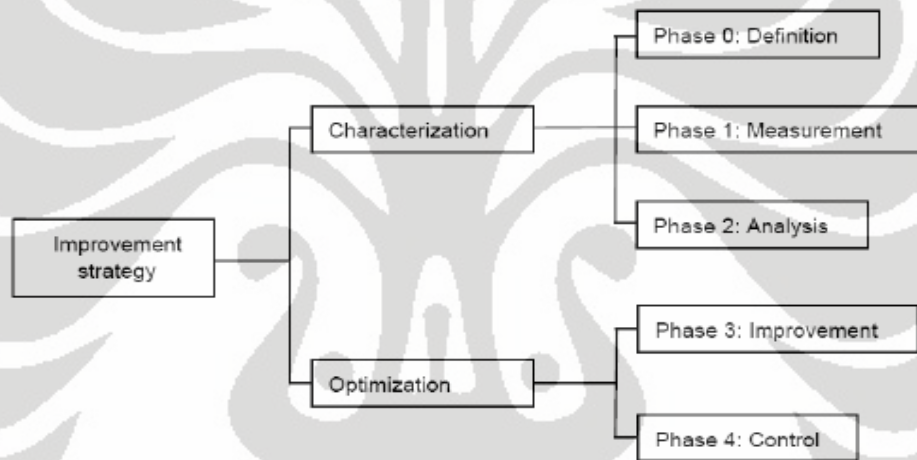 Improvement
strategy
Characterization
Phase 0: Definition
Phase 1: Measurement
Phase 2: Analysis
Optimization
Phase 3: Improvement
Phase 4: Control